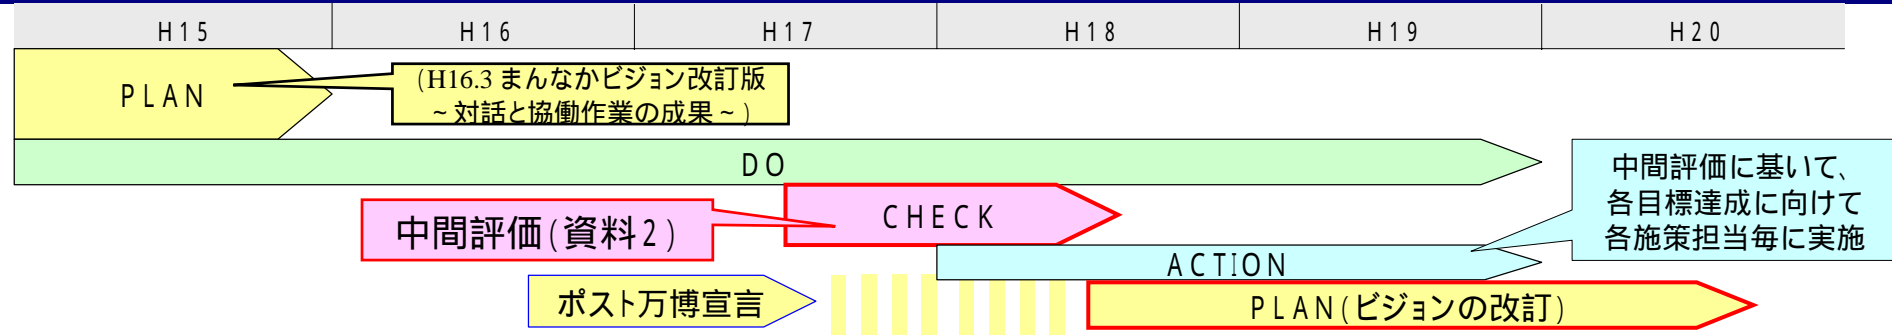 H15 H16 H17 H18 H19 H20
PLAN
(H16.3 まんなかビジョン改訂版
~対話と協働作業の成果~)
DO
中間評価に基いて、
各目標達成に向けて
各施策担当毎に実施
CHECK
中間評価(資料2)
ACTION
ポスト万博宣言
PLAN(ビジョンの改訂)